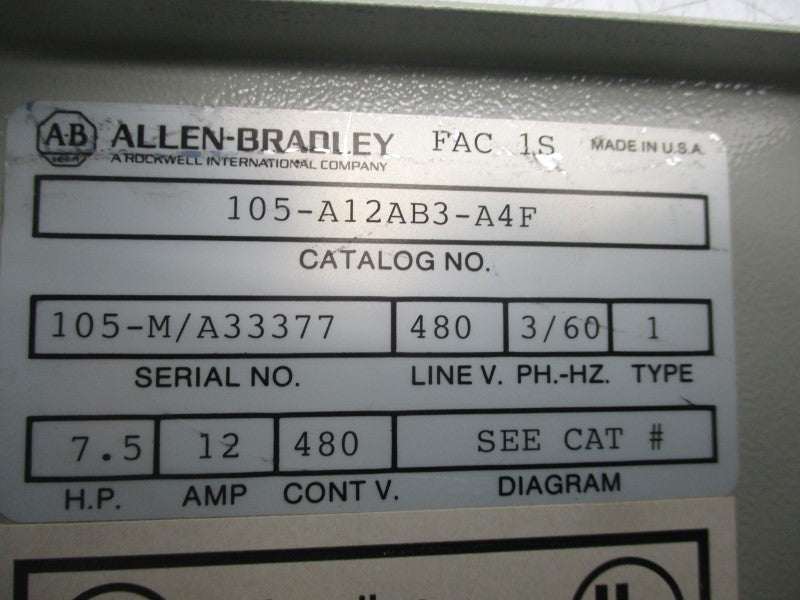 A·B ALLEN-BRADLEY FAC 1S MADE IN U.S.A.
A ROCKWELL INTERNATIONAL COMPANY
105-A12AB3-A4F
CATALOG NO.
105-M/A33377 480 3/60 1
SERIAL NO. LINE V. PH.-HZ. TYPE
7.5 12 480 SEE CAT #
H.P. AMP CONT V. DIAGRAM